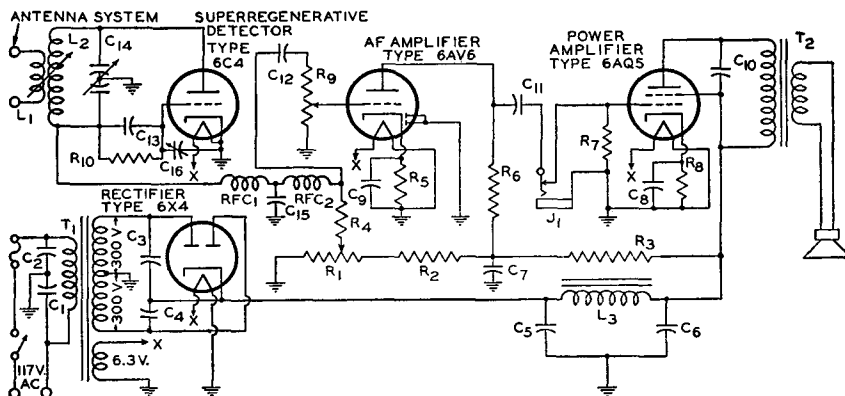 ANTENNA SYSTEM
SUPERREGENERATIVE
DETECTOR
TYPE
6C4
AF AMPLIFIER
TYPE 6AV6
POWER
AMPLIFIER
TYPE 6AQ5
T2
L2
C14
C12
R9
C11
C10
L1
C13
R10
C16
X
X
C9
R5
R6
R7
J1
X
C8
R8
RFC1
RFC2
C15
R4
RECTIFIER
TYPE 6X4
T1
C2
C1
300 V
300 V
C3
C4
X
R1
R2
C7
R3
L3
C5
C6
X
6.3 V.
117V.
AC